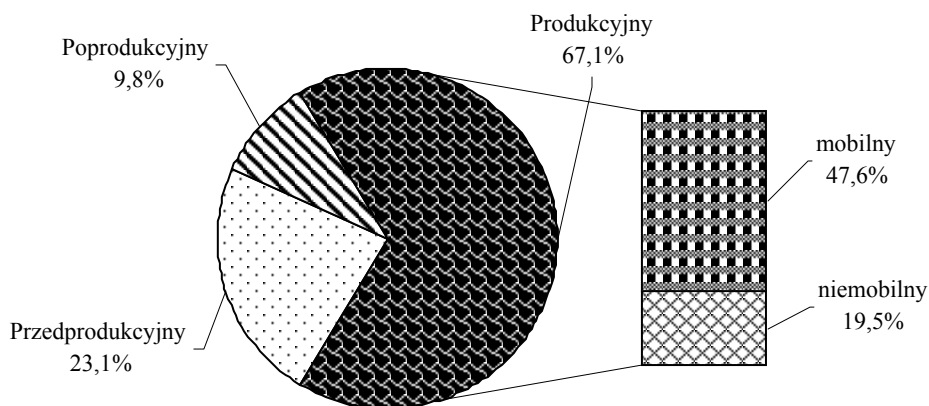 Produkcyjny
67,1%
Poprodukcyjny
9,8%
mobilny
47,6%
niemobilny
19,5%
Przedprodukcyjny
23,1%